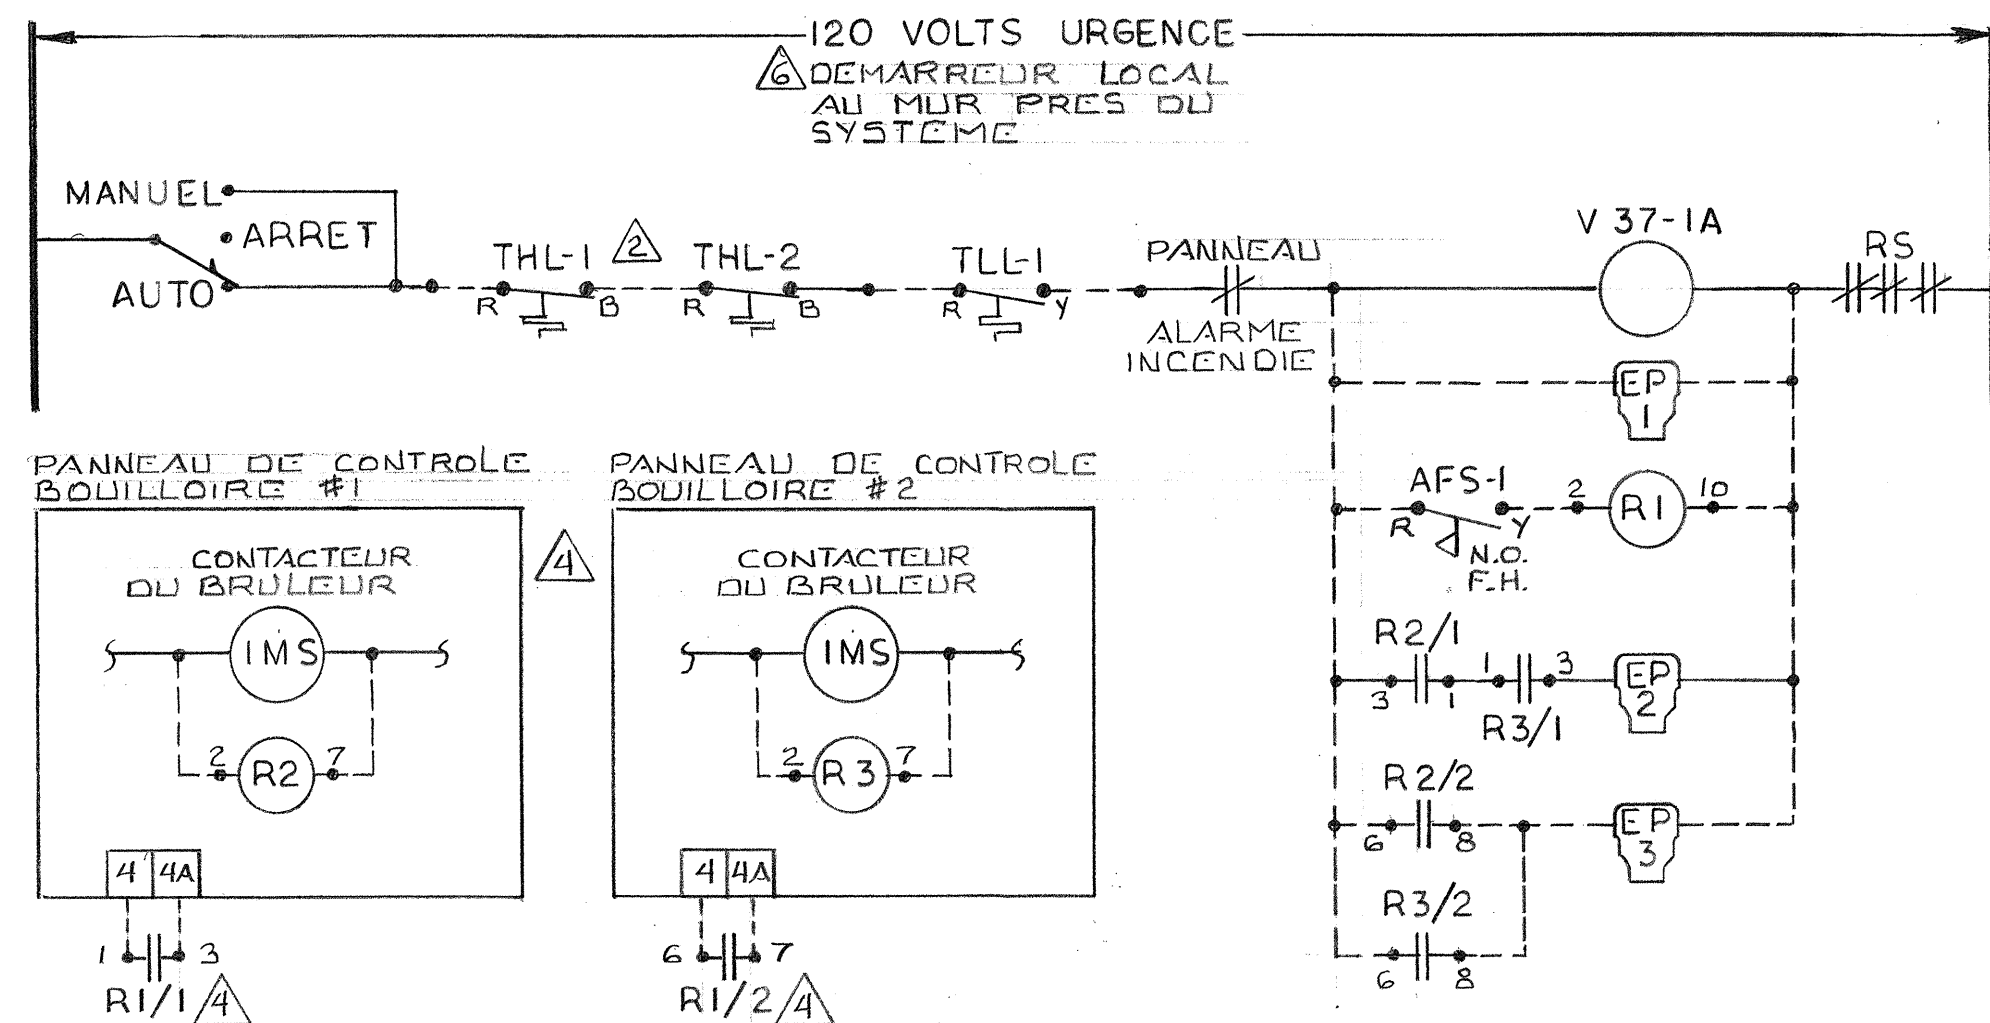 120 VOLTS URGENCE
6 DEMARREUR LOCAL
AU MUR PRES DU
SYSTEME
MANUEL
ARRET
AUTO
THL-1
2
R
B
THL-2
R
B
TLL-1
R
Y
PANNEAU
ALARME
INCENDIE
V 37-1A
RS
EP
1
AFS-1
R
Y
N.O.
F.H.
2
R1
10
R2/1
3
1
1
3
R3/1
EP
2
R2/2
6
8
EP
3
R3/2
6
8
PANNEAU DE CONTROLE
BOUILLOIRE #1
CONTACTEUR
DU BRULEUR
1MS
2
R2
7
4
4A
1
3
R1/1
4
4
PANNEAU DE CONTROLE
BOUILLOIRE #2
CONTACTEUR
DU BRULEUR
1MS
2
R3
7
4
4A
6
7
R1/2
4